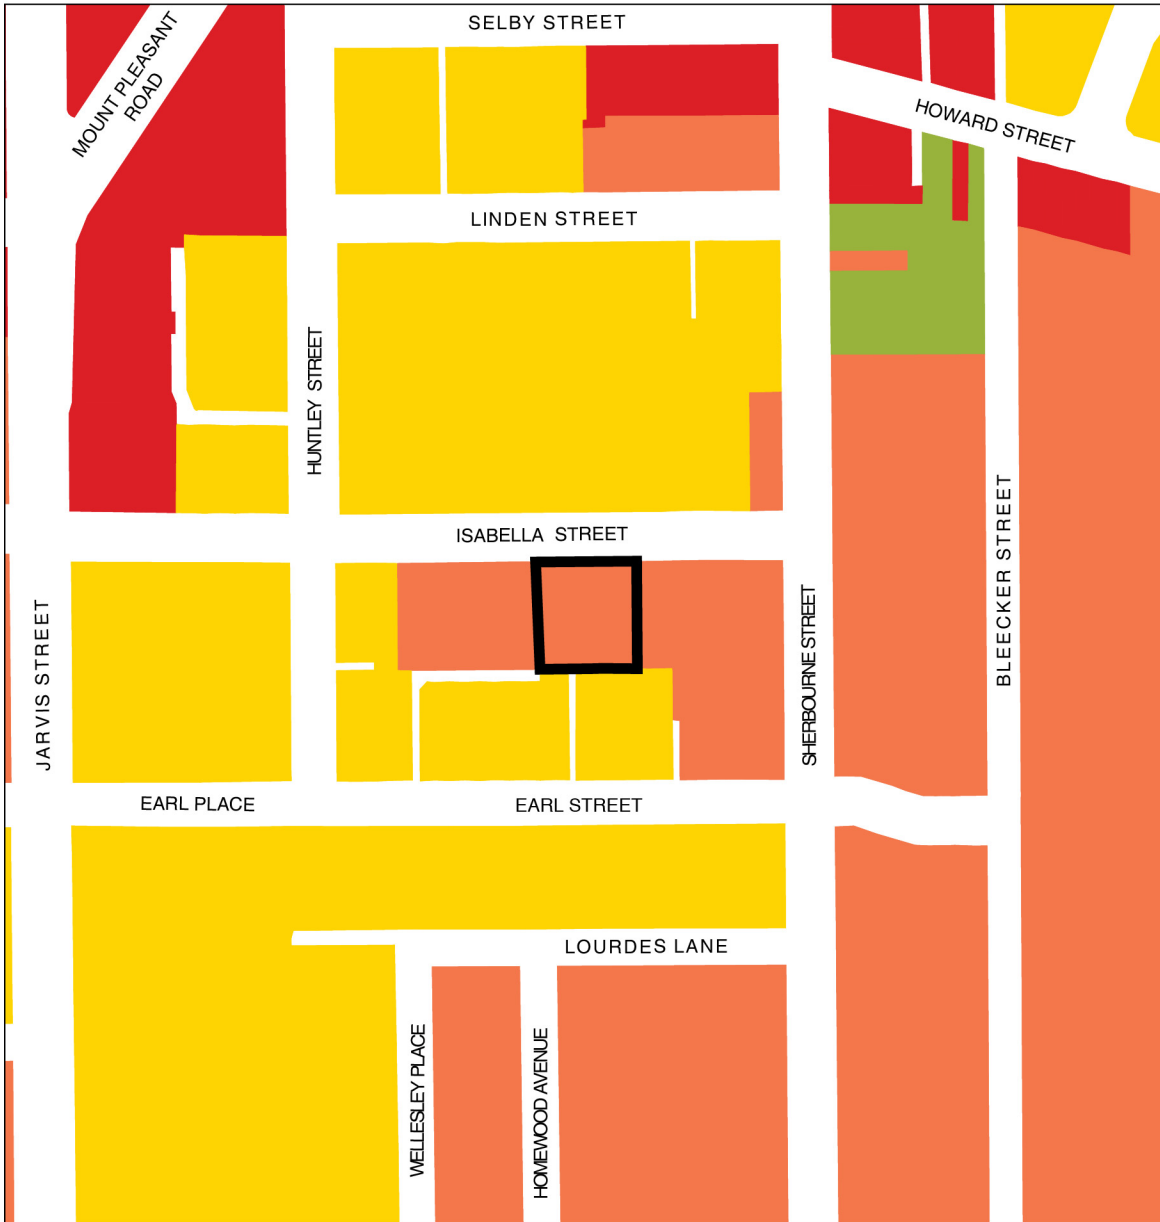 SELBY STREET
MOUNT PLEASANT
ROAD
HOWARD STREET
LINDEN STREET
HUNTLEY STREET
ISABELLA STREET
BLEECKER STREET
JARVIS STREET
SHERBOURNE STREET
EARL PLACE
EARL STREET
LOURDES LANE
WELLESLEY PLACE
HOMEWOOD AVENUE